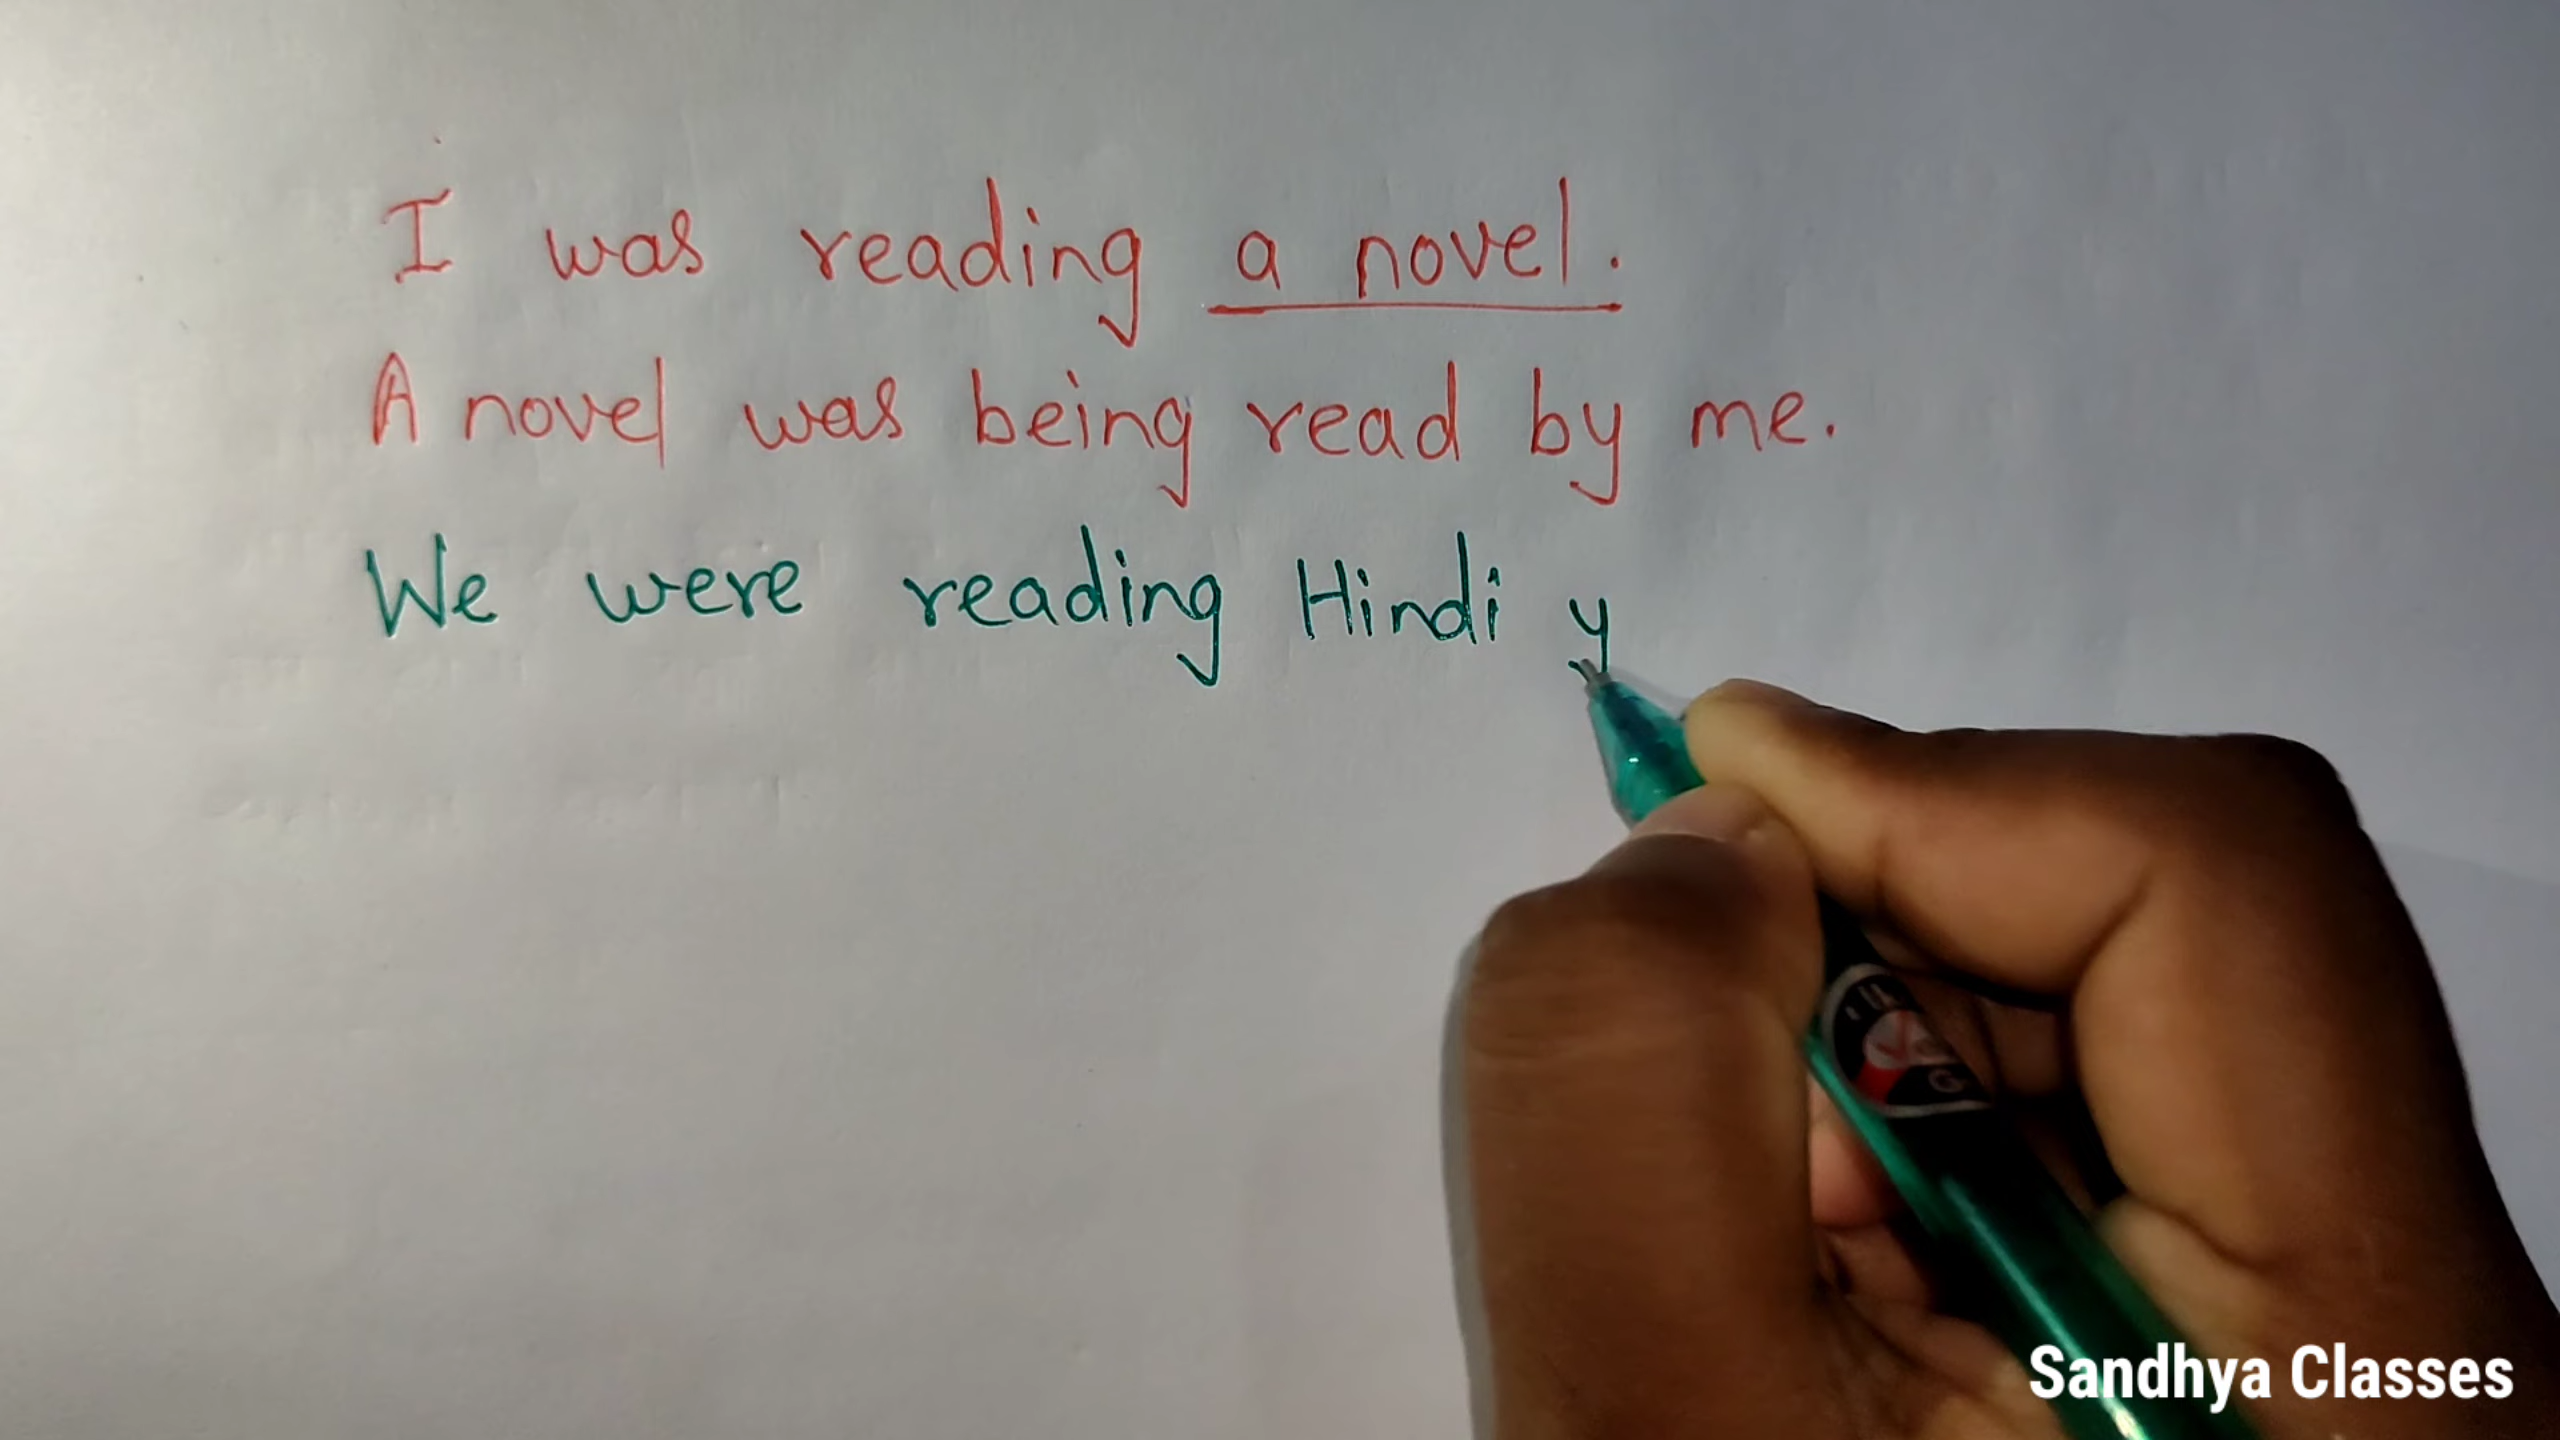 I was reading a novel.
A novel was being read by me.
We were reading Hindi y
Sandhya Classes